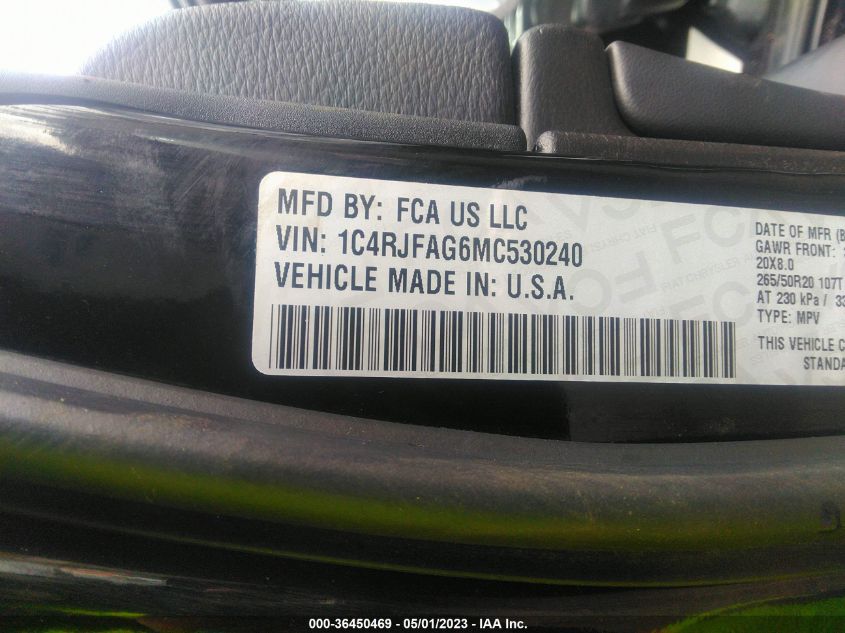 MFD BY: FCA US LLC
VIN: 1C4RJFAG6MC530240
VEHICLE MADE IN: U.S.A.
DATE OF MFR
GAWR FRONT:
20X8.0
265/50R20 107T
AT 230 kPa / 33
TYPE: MPV
THIS VEHICLE C
STANDA
000-36450469 - 05/01/2023 - IAA Inc.